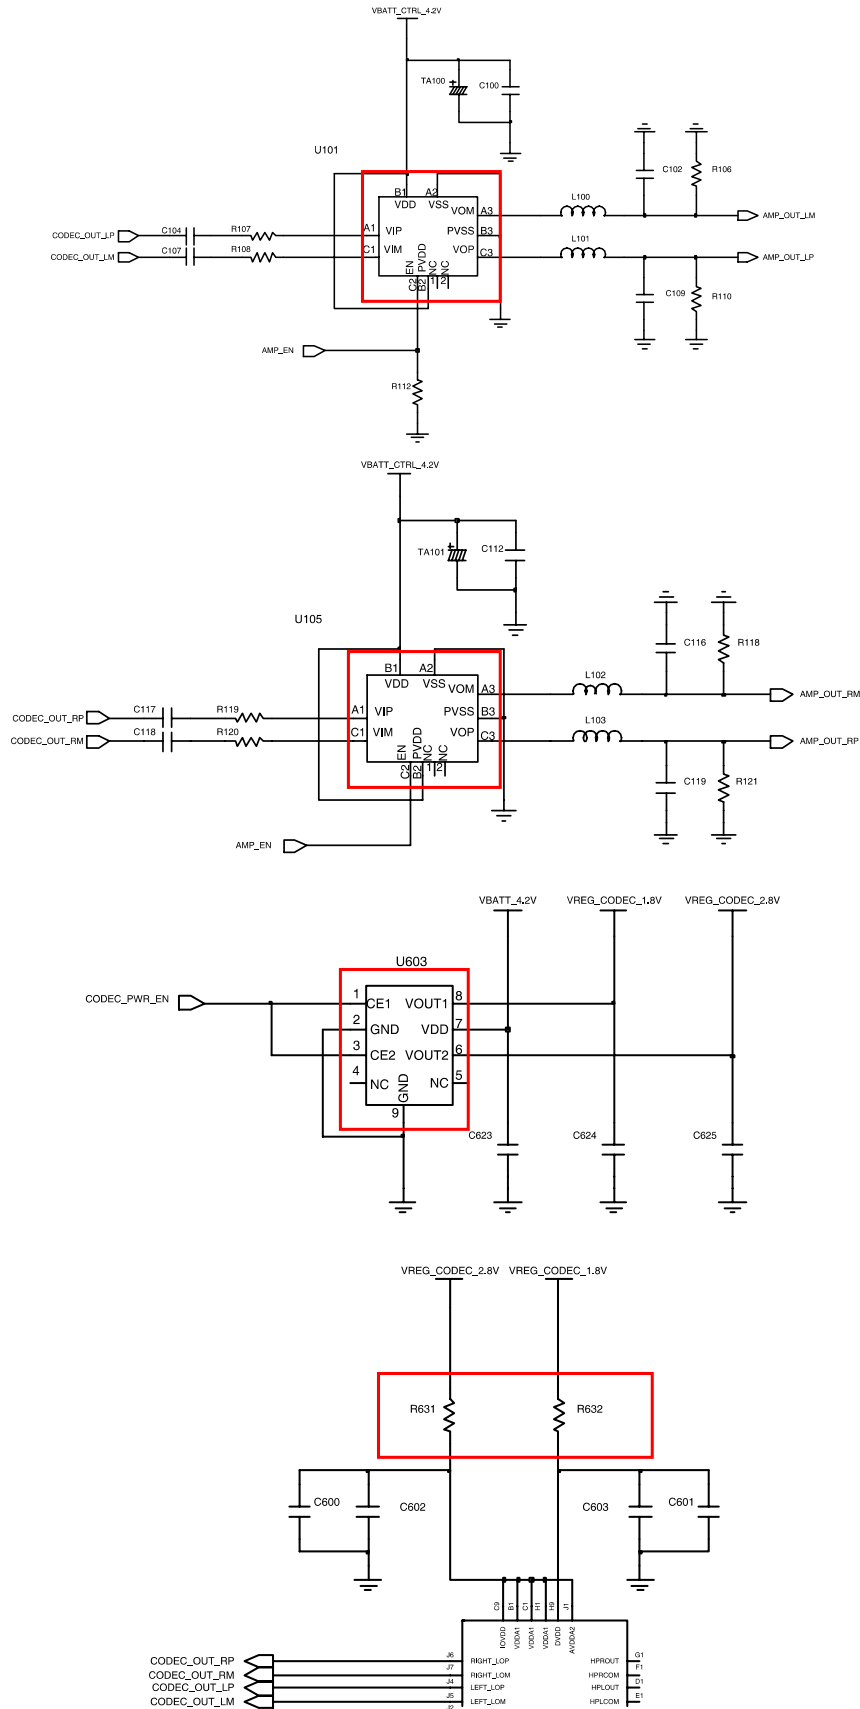 VBATT_CTRL_4.2V
TA100
C100
U101
C102
R106
B1
A2
L100
VDD
VSS
VOM
A3
AMP_OUT_LM
CODEC_OUT_LP
C104
R107
A1
VIP
PVSS
B3
L101
CODEC_OUT_LM
C107
R108
C1
VIM
VOP
C3
AMP_OUT_LP
EN
PVDD
NC
NC
C2
B2
1
2
C109
R110
AMP_EN
R112
VBATT_CTRL_4.2V
TA101
C112
U105
C116
R118
B1
A2
L102
VDD
VSS
VOM
A3
AMP_OUT_RM
CODEC_OUT_RP
C117
R119
A1
VIP
PVSS
B3
L103
CODEC_OUT_RM
C118
R120
C1
VIM
VOP
C3
AMP_OUT_RP
EN
PVDD
NC
NC
C2
B2
1
2
C119
R121
AMP_EN
VBATT_4.2V
VREG_CODEC_1.8V
VREG_CODEC_2.8V
U603
CODEC_PWR_EN
1
CE1
VOUT1
8
2
GND
VDD
7
3
CE2
VOUT2
6
4
NC
GND
NC
5
9
C623
C624
C625
VREG_CODEC_2.8V
VREG_CODEC_1.8V
R631
R632
C600
C602
C603
C601
C9
B1
C1
H1
H9
J1
IOVDD
VDDA1
VDDA1
VDDA1
DVDD
AVDDA2
CODEC_OUT_RP
J6
RIGHT_LOP
HPROUT
G1
CODEC_OUT_RM
J7
RIGHT_LOM
HPRCOM
F1
CODEC_OUT_LP
J4
LEFT_LOP
HPLOUT
D1
CODEC_OUT_LM
J5
LEFT_LOM
HPLCOM
E1